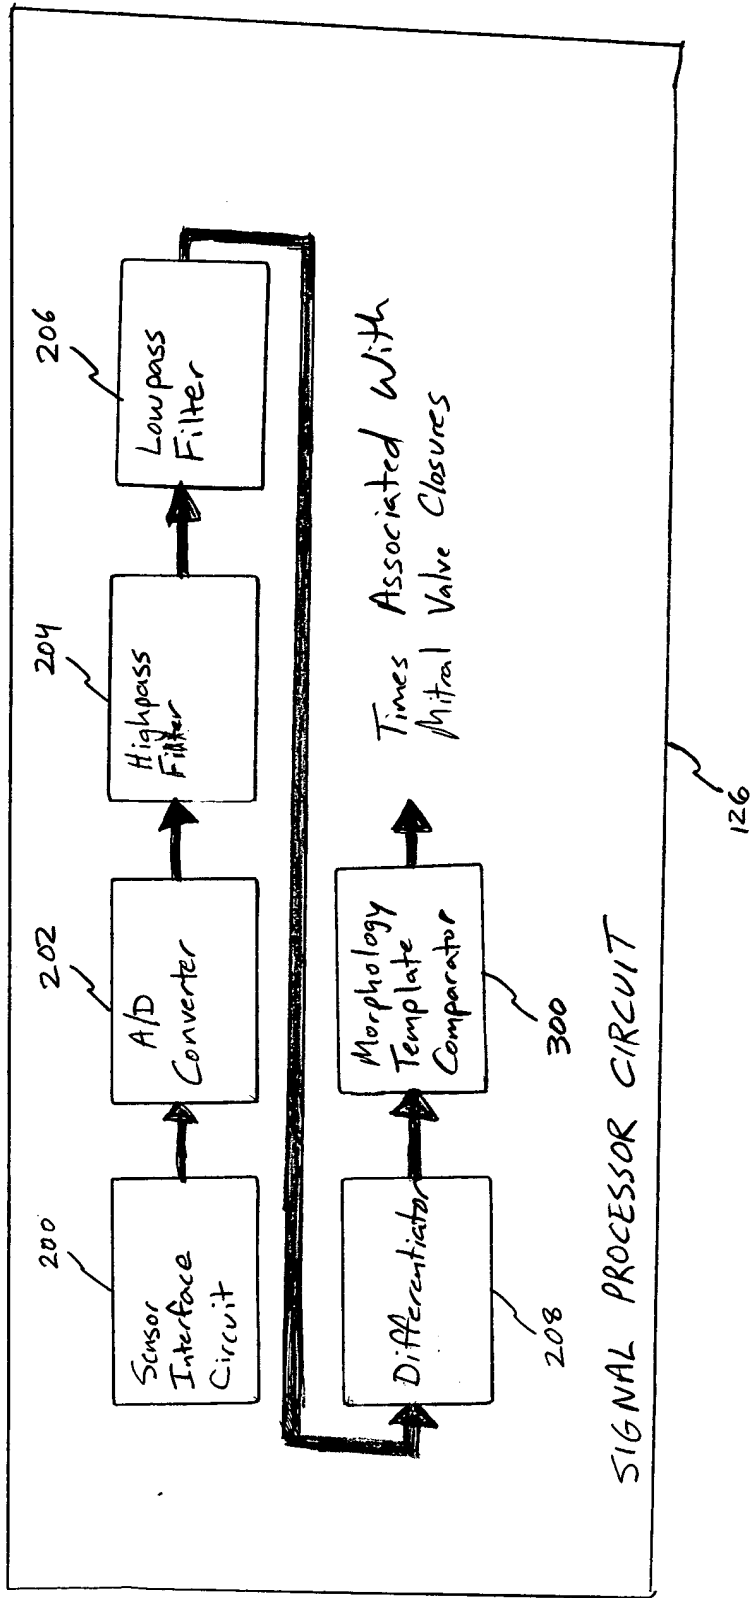 200
202
204
206
Sensor
Interface
Circuit
A/D
Converter
Highpass
Filter
Lowpass
Filter
Differentiator
Morphology
Template
Comparator
Times Associated With
Mitral Valve Closures
208
300
SIGNAL PROCESSOR CIRCUIT
126